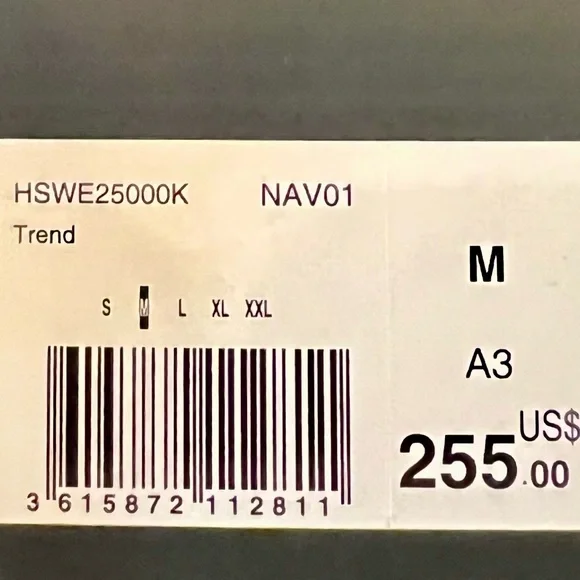 HSWE25000K NAV01
Trend
S M L XL XXL
3 615872 112811
M
A3
US$
255.00